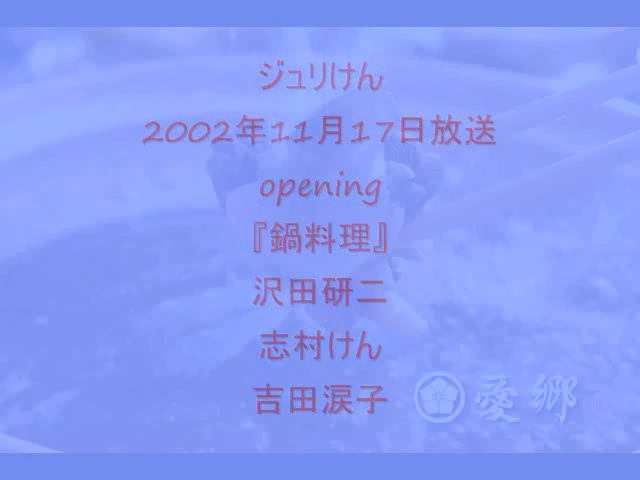 ジュリけん
2002年11月17日放送
opening
『鍋料理』
沢田研二
志村けん
吉田涙子
愛郷